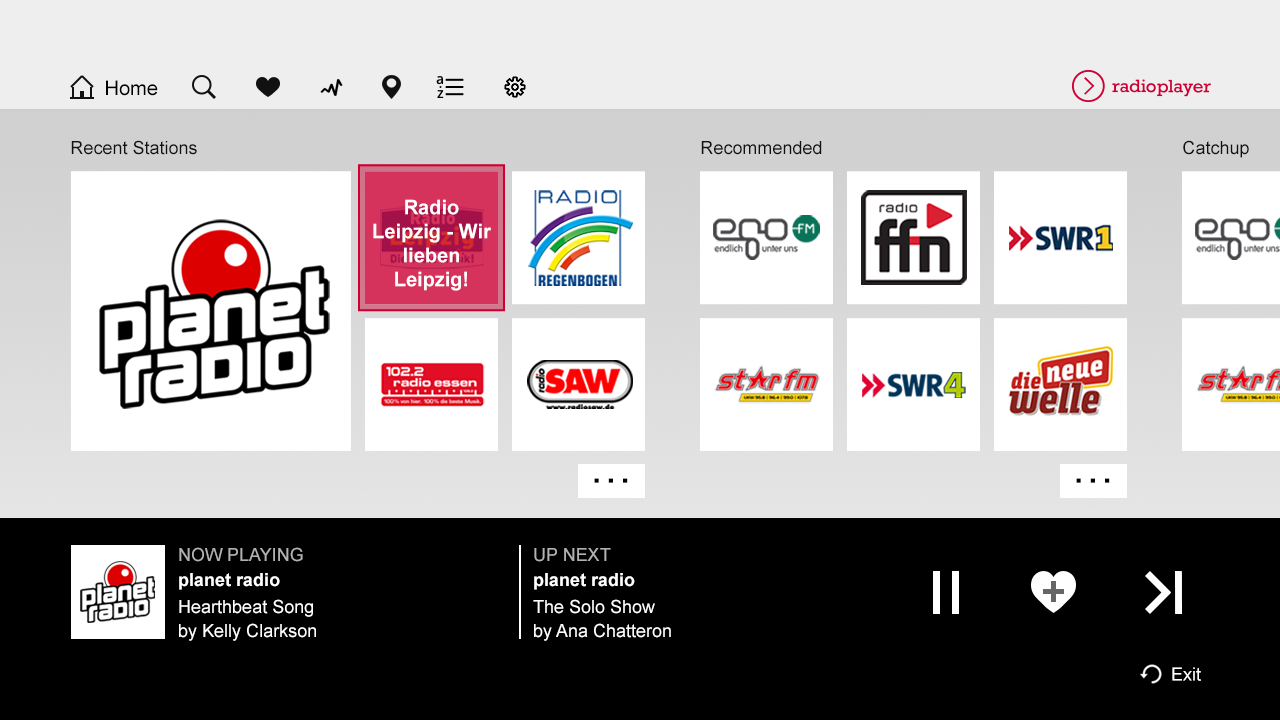 Home
a
z
radioplayer
Recent Stations
Recommended
Catchup
planet
radio
Radio
Leipzig - Wir
lieben
Leipzig!
RADIO
REGENBOGEN
102.2
radio essen
100% von hier. 100% die beste Musik.
radio
SAW
www.radiosaw.de
ego FM
endlich unter uns
radio
ffn
SWR1
star fm
SWR4
die neue
welle
ego
endlich unter uns
star fm
NOW PLAYING
planet radio
Hearthbeat Song
by Kelly Clarkson
planet
radio
UP NEXT
planet radio
The Solo Show
by Ana Chatteron
Exit